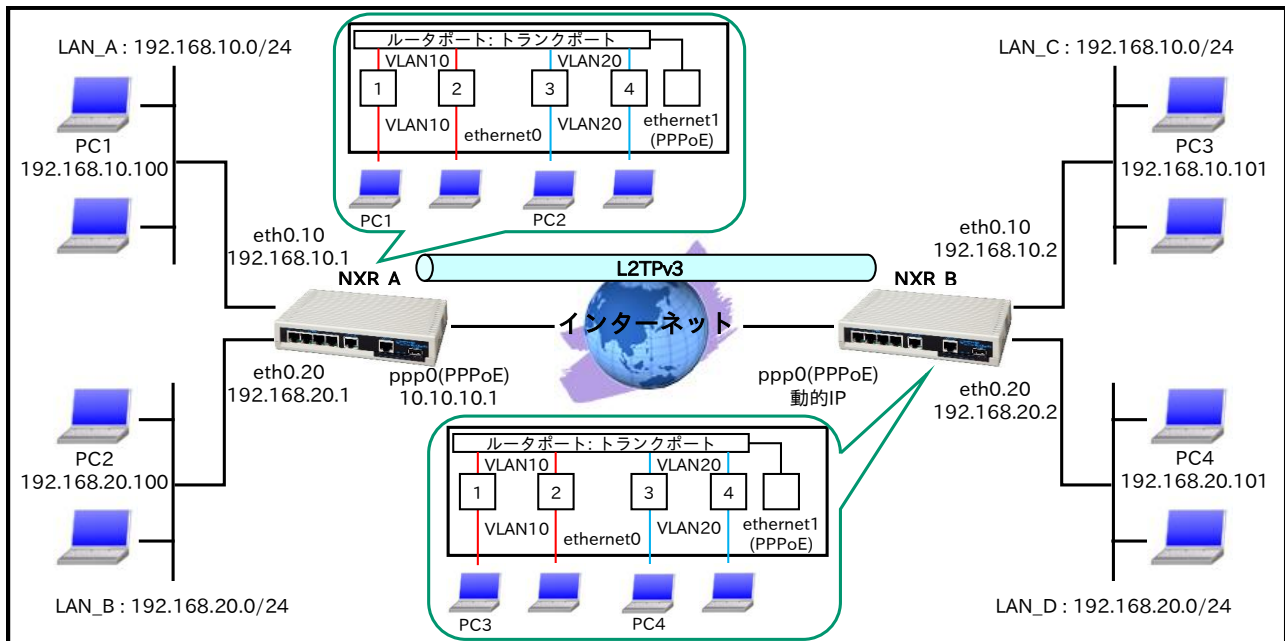 LAN_A : 192.168.10.0/24
PC1
192.168.10.100
eth0.10
192.168.10.1
NXR_A
eth0.20
192.168.20.1
PC2
192.168.20.100
LAN_B : 192.168.20.0/24
ルータポート: トランクポート
VLAN10
VLAN20
1
2
3
4
VLAN10
ethernet0
VLAN20
ethernet1
(PPPoE)
PC1
PC2
L2TPv3
インターネット
ppp0(PPPoE)
10.10.10.1
ppp0(PPPoE)
動的IP
ルータポート: トランクポート
VLAN10
VLAN20
1
2
3
4
VLAN10
ethernet0
VLAN20
ethernet1
(PPPoE)
PC3
PC4
LAN_C : 192.168.10.0/24
PC3
192.168.10.101
eth0.10
192.168.10.2
NXR_B
eth0.20
192.168.20.2
PC4
192.168.20.101
LAN_D : 192.168.20.0/24